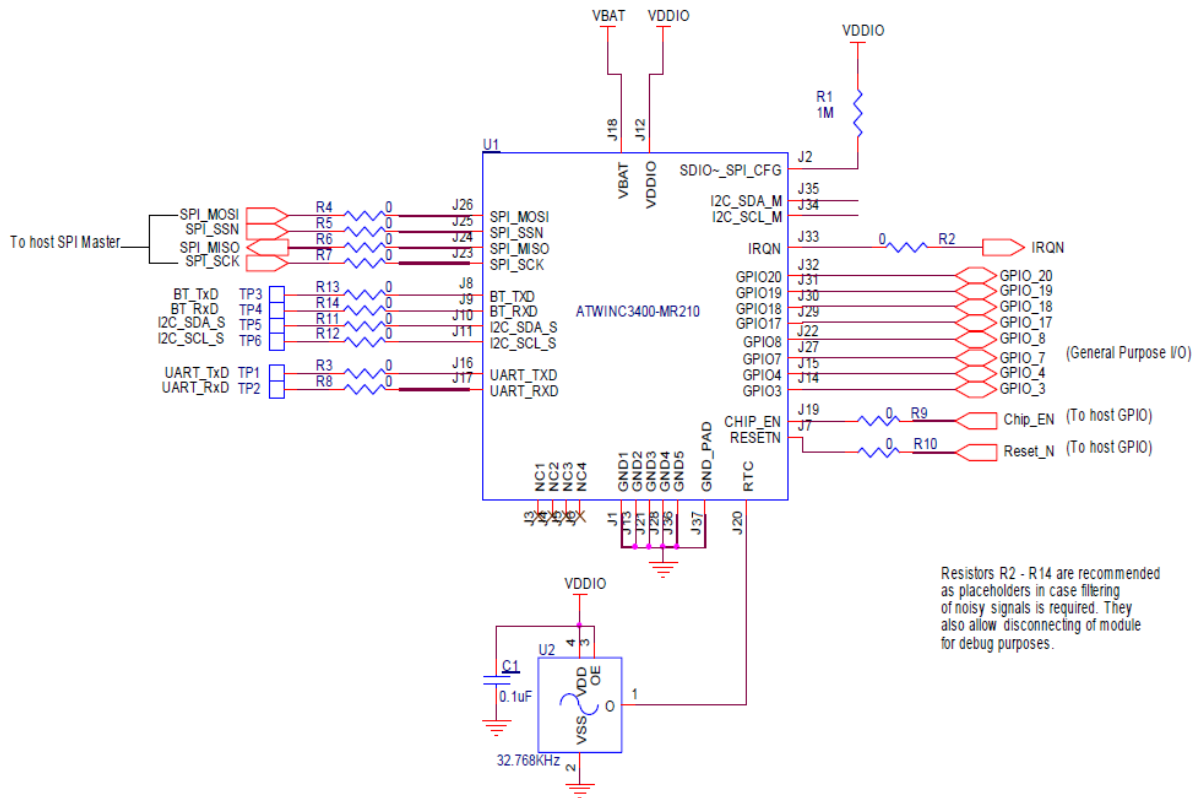 VBAT VDDIO
VDDIO
R1
1M
J18 J12
U1
J2
VBAT VDDIO
SDIO~_SPI_CFG
J35
I2C_SDA_M
J34
I2C_SCL_M
To host SPI Master
SPI_MOSI R4 0 J26 SPI_MOSI
SPI_SSN R5 0 J25 SPI_SSN
SPI_MISO R6 0 J24 SPI_MISO
SPI_SCK R7 0 J23 SPI_SCK
IRQN J33 0 R2 IRQN
BT_TxD TP3 R13 0 J8 BT_TXD
BT_RxD TP4 R14 0 J9 BT_RXD
I2C_SDA_S TP5 R11 0 J10 I2C_SDA_S
I2C_SCL_S TP6 R12 0 J11 I2C_SCL_S
UART_TxD TP1 R3 0 J16 UART_TXD
UART_RxD TP2 R8 0 J17 UART_RXD
ATWINC3400-MR210
GPIO20 J32 GPIO_20
GPIO19 J31 GPIO_19
GPIO18 J30 GPIO_18
GPIO17 J29 GPIO_17
GPIO8 J22 GPIO_8
GPIO7 J27 GPIO_7
GPIO4 J15 GPIO_4
GPIO3 J14 GPIO_3
(General Purpose I/O)
CHIP_EN J19 0 R9 Chip_EN (To host GPIO)
RESETN J7 0 R10 Reset_N (To host GPIO)
NC1 NC2 NC3 NC4 GND1 GND2 GND3 GND4 GND5 GND_PAD RTC
J3 J4 J5 J6 J1 J13 J21 J28 J36 J37 J20
Resistors R2 - R14 are recommended
as placeholders in case filtering
of noisy signals is required. They
also allow disconnecting of module
for debug purposes.
VDDIO
U2
4 3
C1
0.1uF
VDD OE
O 1
VSS
32.768KHz
2